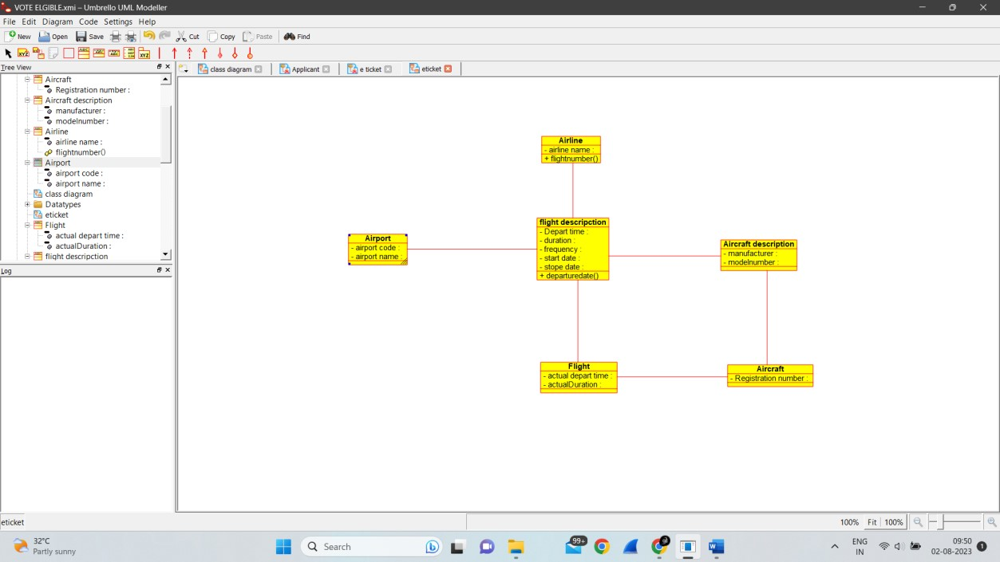 VOTE ELGIBLE.xmi – Umbrello UML Modeller
File Edit Diagram Code Settings Help
New Open Save Cut Copy Paste Find
Tree View
class diagram Applicant e ticket eticket
Aircraft
Registration number :
Aircraft description
manufacturer :
modelnumber :
Airline
airline name :
flightnumber()
Airport
airport code :
airport name :
class diagram
Datatypes
eticket
Flight
actual depart time :
actualDuration :
flight descripction
Log
Airline
- airline name :
+ flightnumber()
flight descripction
- Depart time :
- duration :
- frequency :
- start date :
- stope date :
+ departuredate()
Airport
- airport code :
- airport name :
Aircraft description
- manufacturer :
- modelnumber :
Flight
- actual depart time :
- actualDuration :
Aircraft
- Registration number :
eticket
100% Fit 100%
32°C
Partly sunny
Search
99+
ENG
IN
09:50
02-08-2023
1